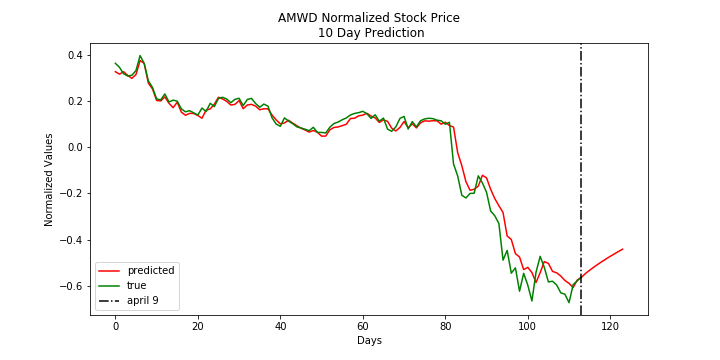 AMWD Normalized Stock Price
10 Day Prediction
Normalized Values
0.4
0.2
0.0
−0.2
−0.4
−0.6
predicted
true
april 9
0
20
40
60
80
100
120
Days